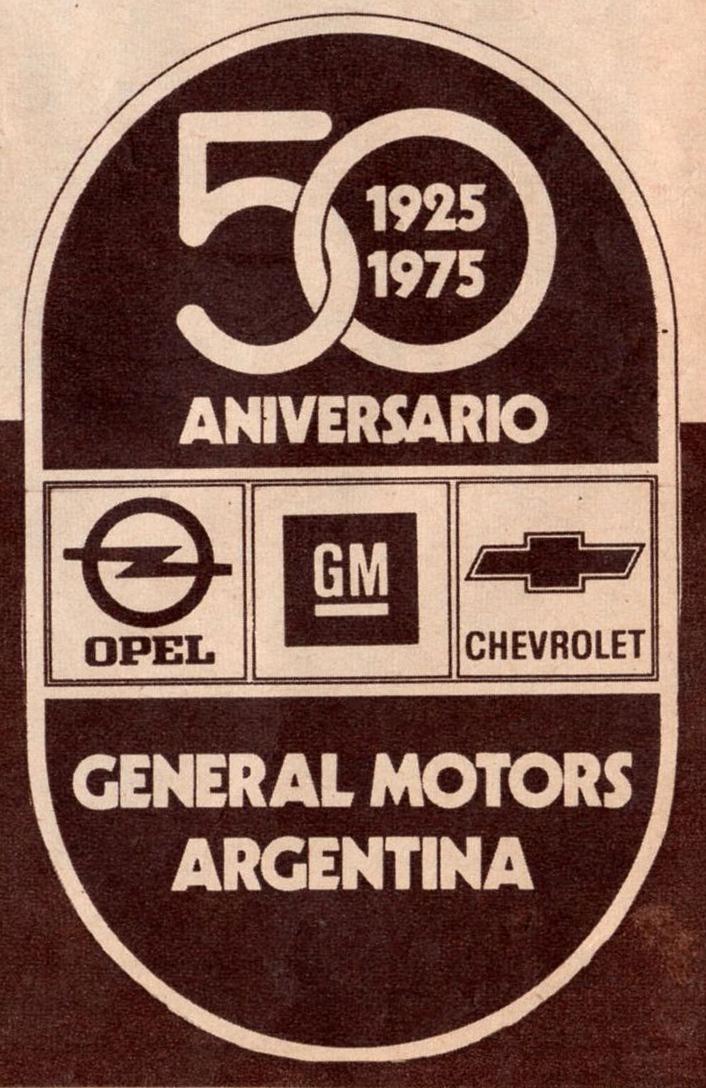 50
1925
1975
ANIVERSARIO
OPEL
GM
CHEVROLET
GENERAL MOTORS
ARGENTINA